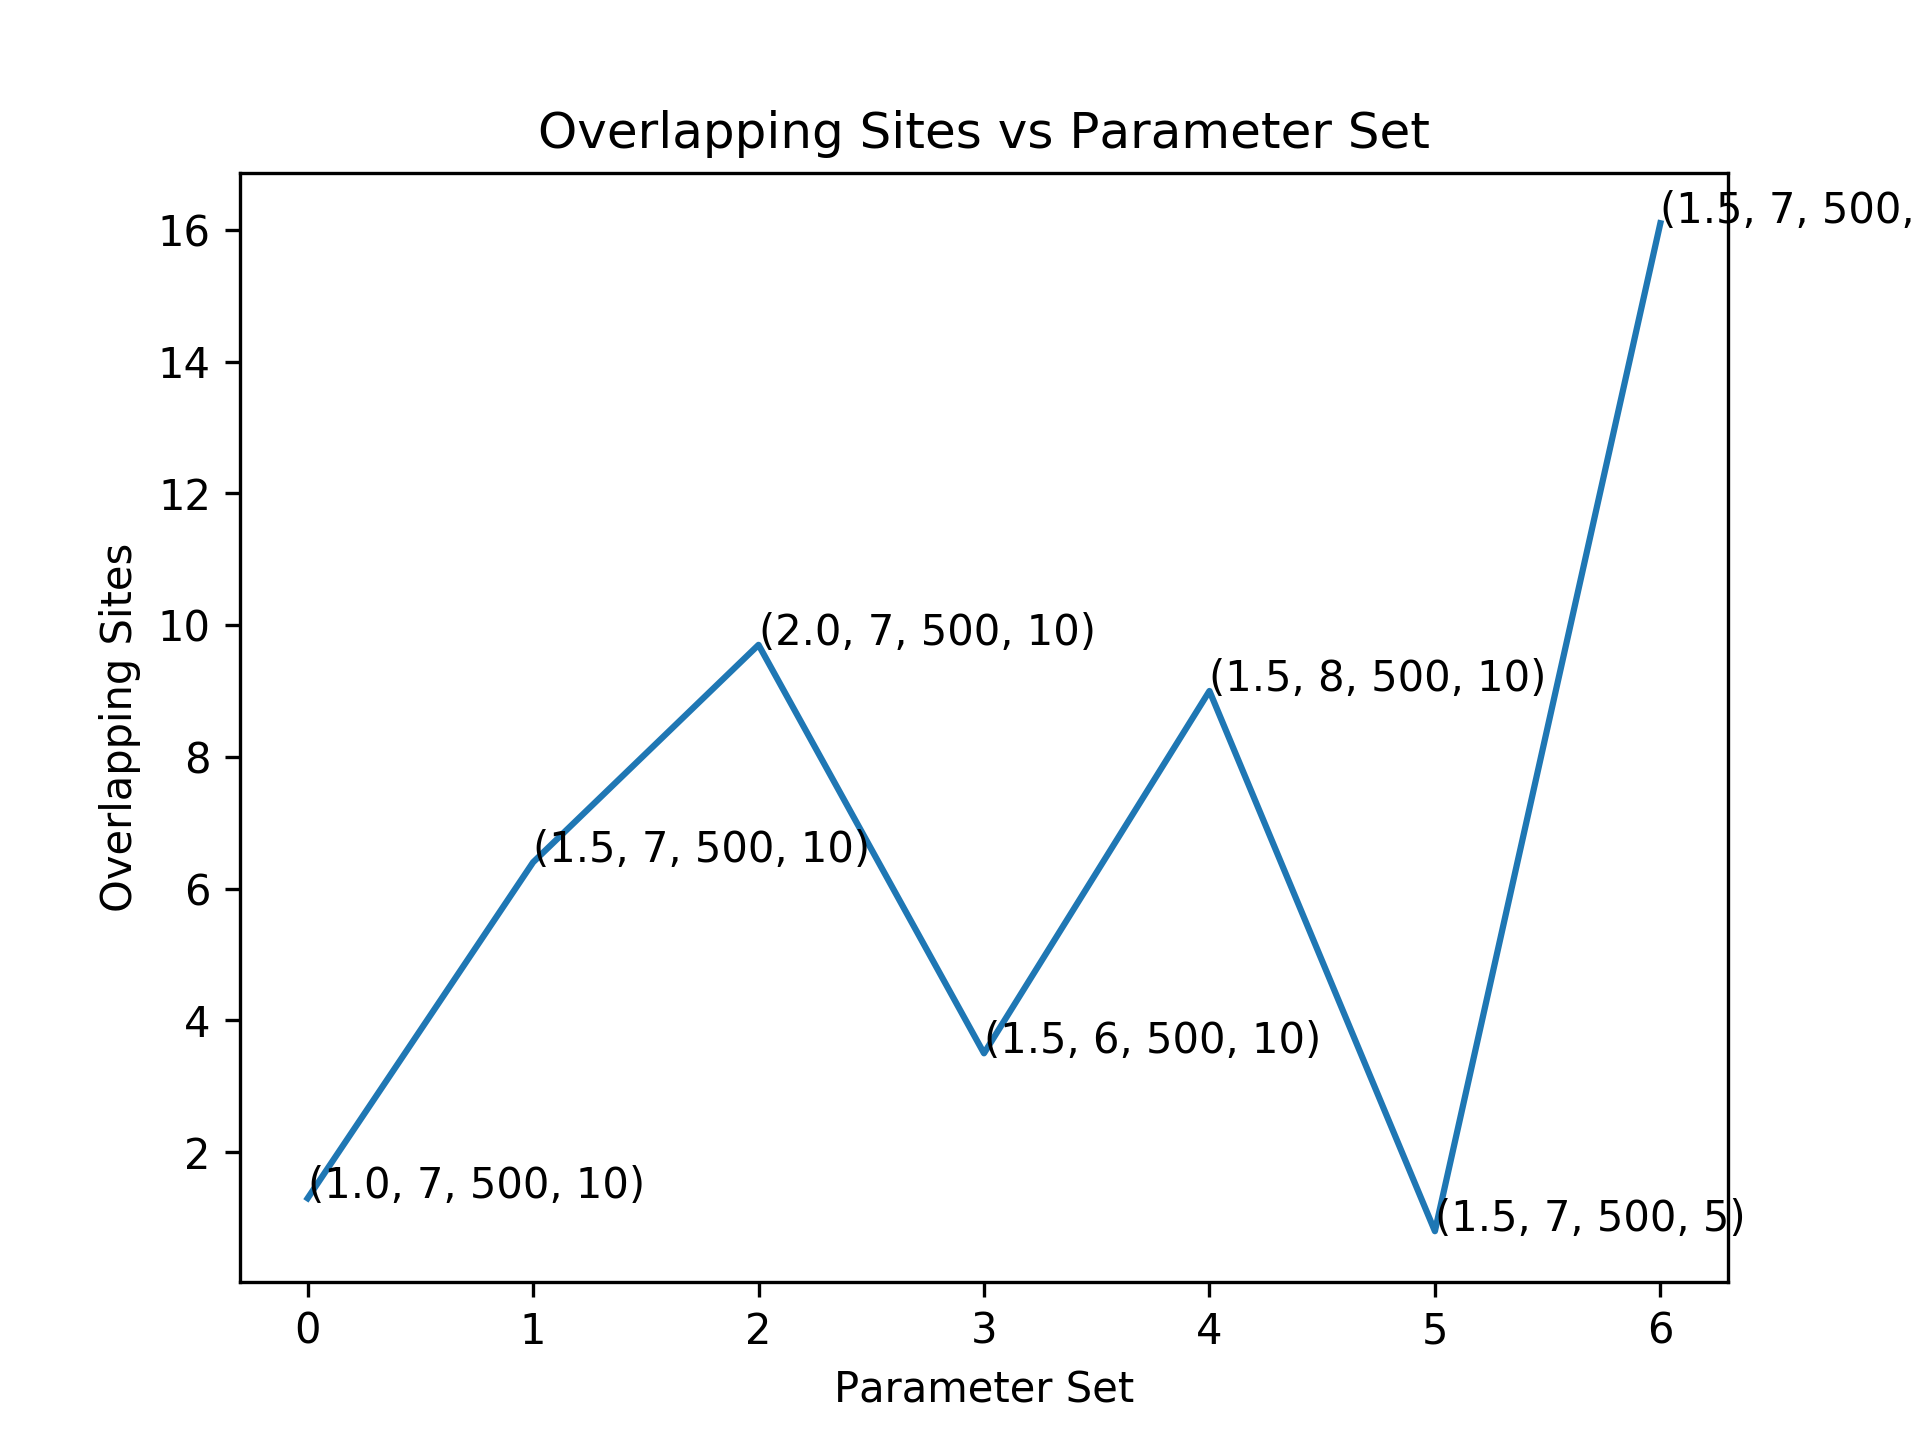 Overlapping Sites vs Parameter Set
(1.5, 7, 500,
16
14
12
10
8
6
4
2
Overlapping Sites
(2.0, 7, 500, 10)
(1.5, 8, 500, 10)
(1.5, 7, 500, 10)
(1.5, 6, 500, 10)
(1.0, 7, 500, 10)
(1.5, 7, 500, 5)
0 1 2 3 4 5 6
Parameter Set